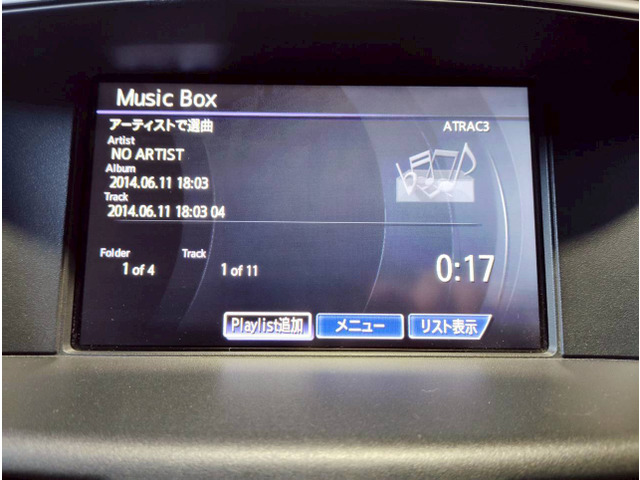 Music Box
アーティストで選曲 ATRAC3
Artist
NO ARTIST
Album
2014.06.11 18:03
Track
2014.06.11 18:03 04
Folder Track
1 of 4 1 of 11 0:17
Playlist追加 メニュー リスト表示